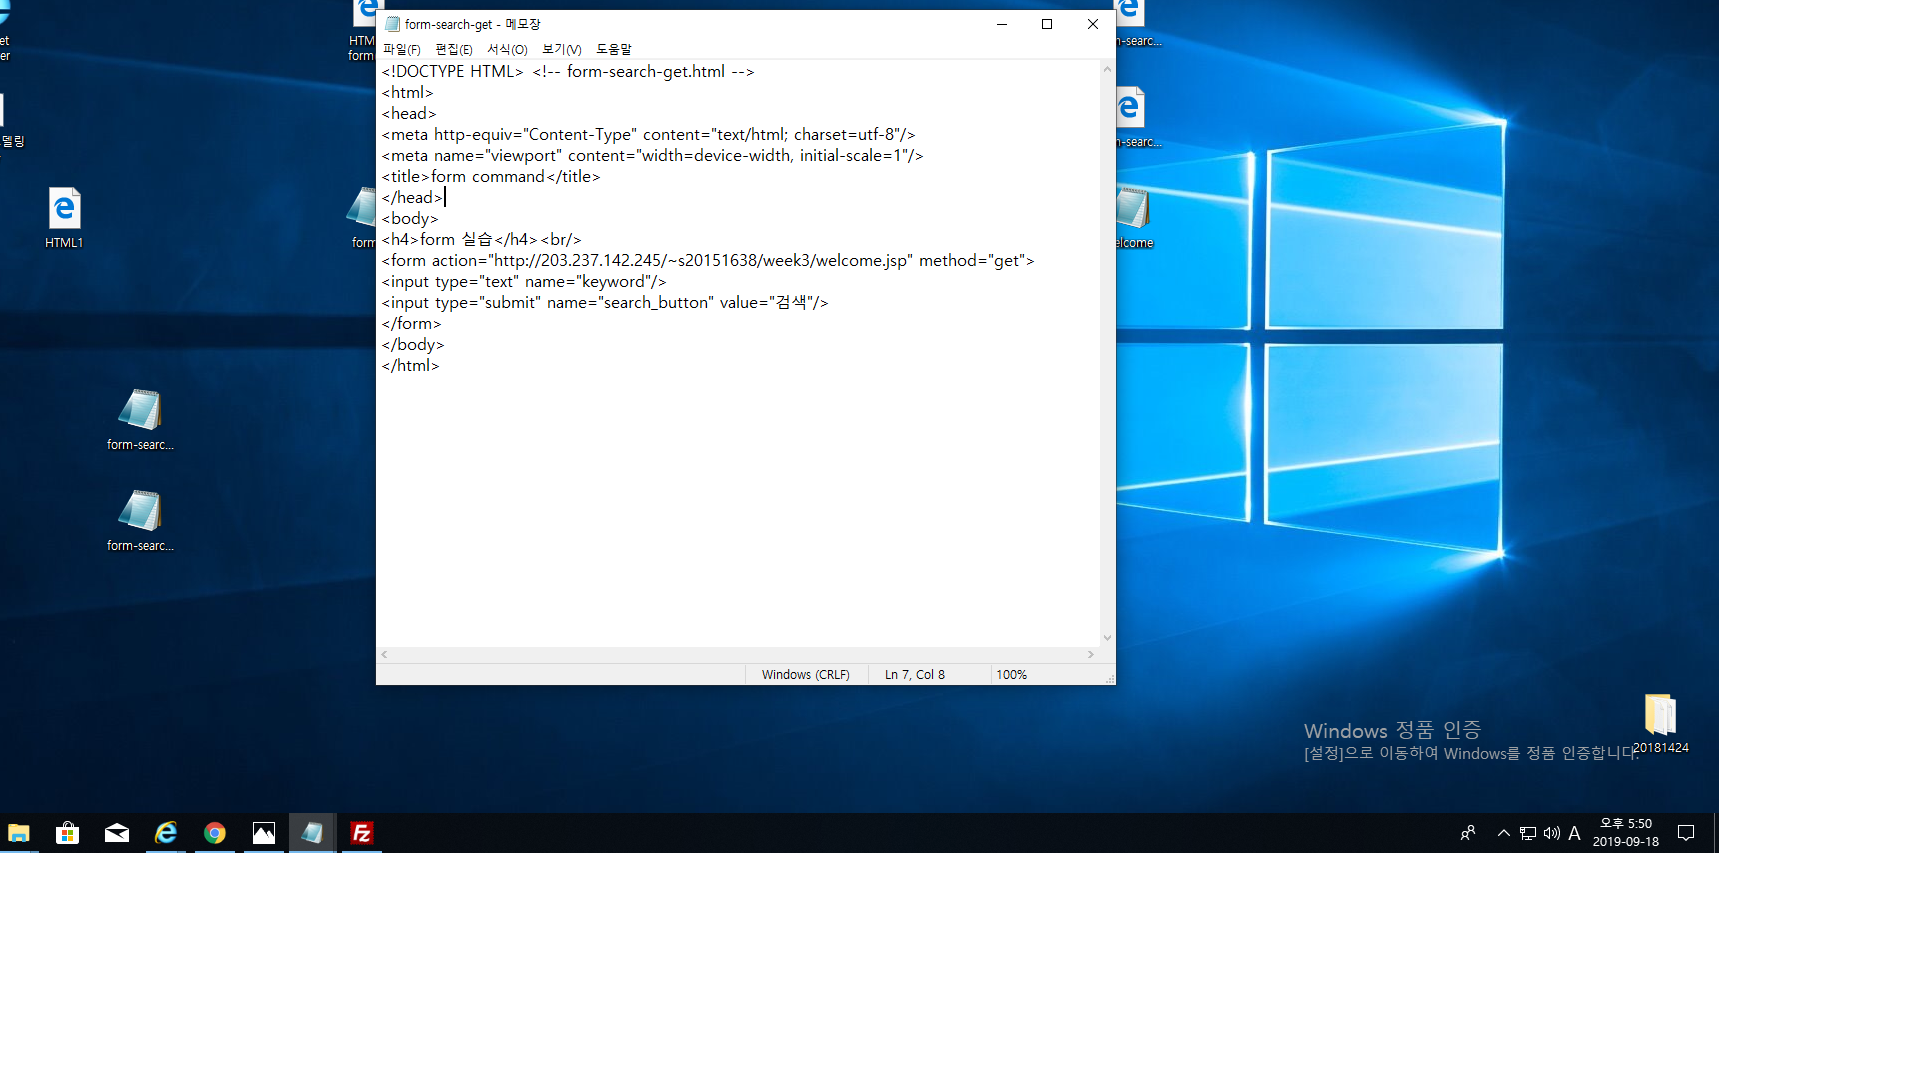 form-search-get - 메모장
파일(F) 편집(E) 서식(O) 보기(V) 도움말
<!DOCTYPE HTML> <!-- form-search-get.html -->
<html>
<head>
<meta http-equiv="Content-Type" content="text/html; charset=utf-8"/>
<meta name="viewport" content="width=device-width, initial-scale=1"/>
<title>form command</title>
</head>
<body>
<h4>form 실습</h4><br/>
<form action="http://203.237.142.245/~s20151638/week3/welcome.jsp" method="get">
<input type="text" name="keyword"/>
<input type="submit" name="search_button" value="검색"/>
</form>
</body>
</html>
Windows (CRLF) Ln 7, Col 8 100%
et
er
델링
HTML1
HTM
form
form
form-searc...
form-searc...
n-searc...
n-searc...
elcome
Windows 정품 인증
[설정]으로 이동하여 Windows를 정품 인증합니다.
20181424
A
오후 5:50
2019-09-18